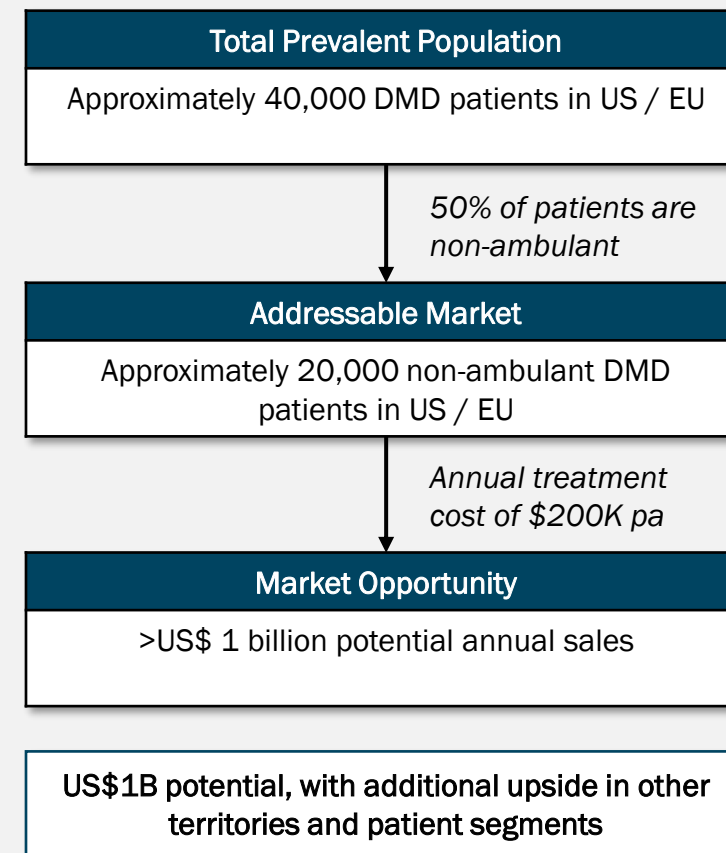 Total Prevalent Population
Approximately 40,000 DMD patients in US / EU
50% of patients are
non-ambulant
Addressable Market
Approximately 20,000 non-ambulant DMD
patients in US / EU
Annual treatment
cost of $200K pa
Market Opportunity
>US$ 1 billion potential annual sales
US$1B potential, with additional upside in other
territories and patient segments